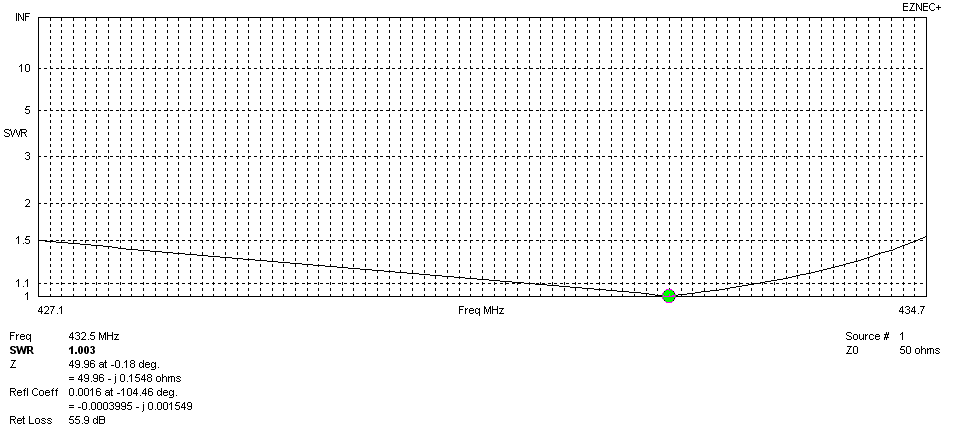 EZNEC+
INF
10
5
SWR
3
2
1.5
1.1
1
427.1 Freq MHz 434.7
Freq 432.5 MHz Source # 1
SWR 1.003 Z0 50 ohms
Z 49.96 at -0.18 deg.
= 49.96 - j 0.1548 ohms
Refl Coeff 0.0016 at -104.46 deg.
= -0.0003995 - j 0.001549
Ret Loss 55.9 dB